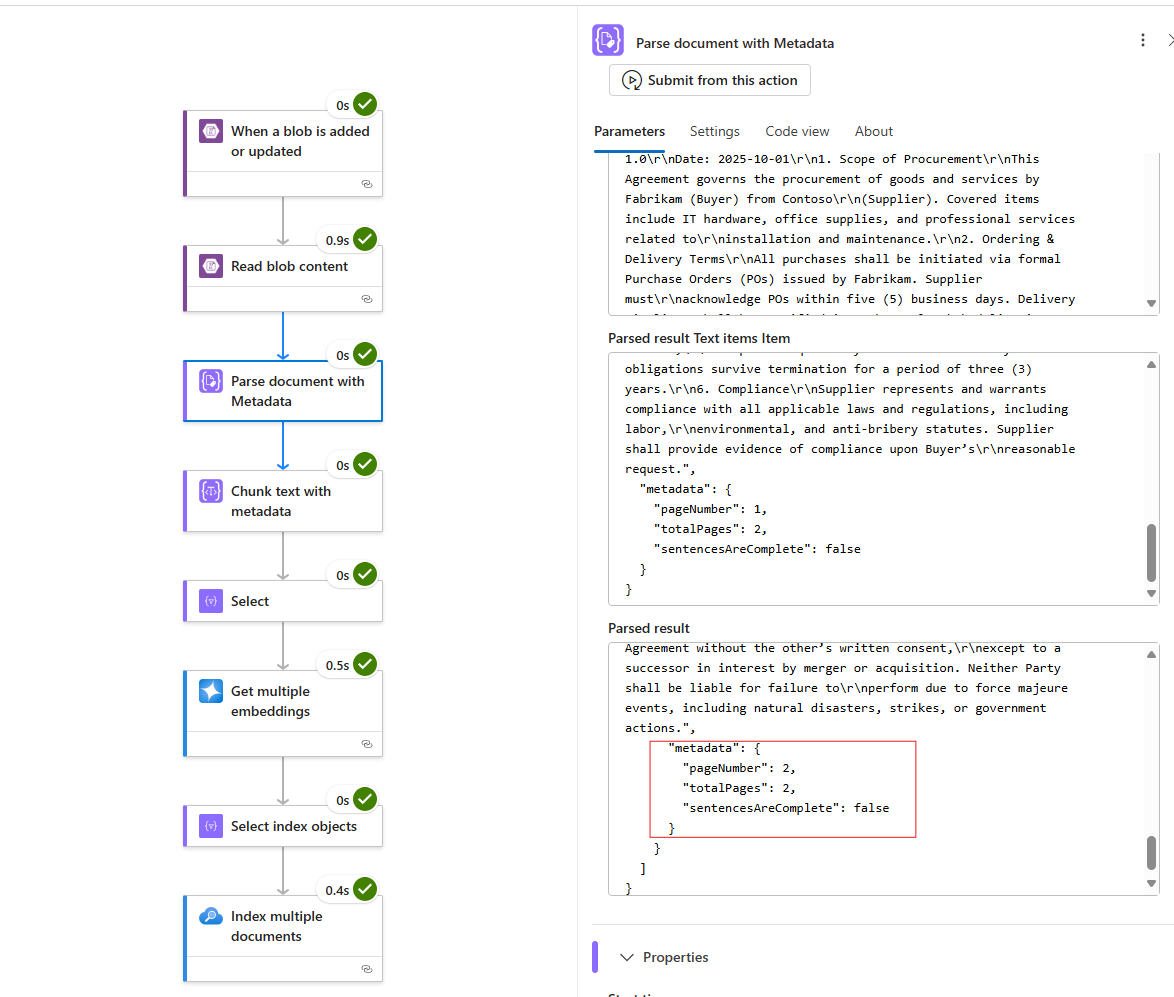 0s
When a blob is added
or updated
0.9s
Read blob content
0s
Parse document with
Metadata
0s
Chunk text with
metadata
0s
Select
0.5s
Get multiple
embeddings
0s
Select index objects
0.4s
Index multiple
documents
Parse document with Metadata
Submit from this action
Parameters Settings Code view About
1.0\r\nDate: 2025-10-01\r\n1. Scope of Procurement\r\nThis
Agreement governs the procurement of goods and services by
Fabrikam (Buyer) from Contoso\r\n(Supplier). Covered items
include IT hardware, office supplies, and professional services
related to\r\ninstallation and maintenance.\r\n2. Ordering &
Delivery Terms\r\nAll purchases shall be initiated via formal
Purchase Orders (POs) issued by Fabrikam. Supplier
must\r\nacknowledge POs within five (5) business days. Delivery
Parsed result Text items Item
obligations survive termination for a period of three (3)
years.\r\n6. Compliance\r\nSupplier represents and warrants
compliance with all applicable laws and regulations, including
labor,\r\nenvironmental, and anti-bribery statutes. Supplier
shall provide evidence of compliance upon Buyer’s\r\nreasonable
request.",
"metadata": {
"pageNumber": 1,
"totalPages": 2,
"sentencesAreComplete": false
}
}
Parsed result
Agreement without the other’s written consent,\r\nexcept to a
successor in interest by merger or acquisition. Neither Party
shall be liable for failure to\r\nperform due to force majeure
events, including natural disasters, strikes, or government
actions.",
"metadata": {
"pageNumber": 2,
"totalPages": 2,
"sentencesAreComplete": false
}
}
]
}
Properties